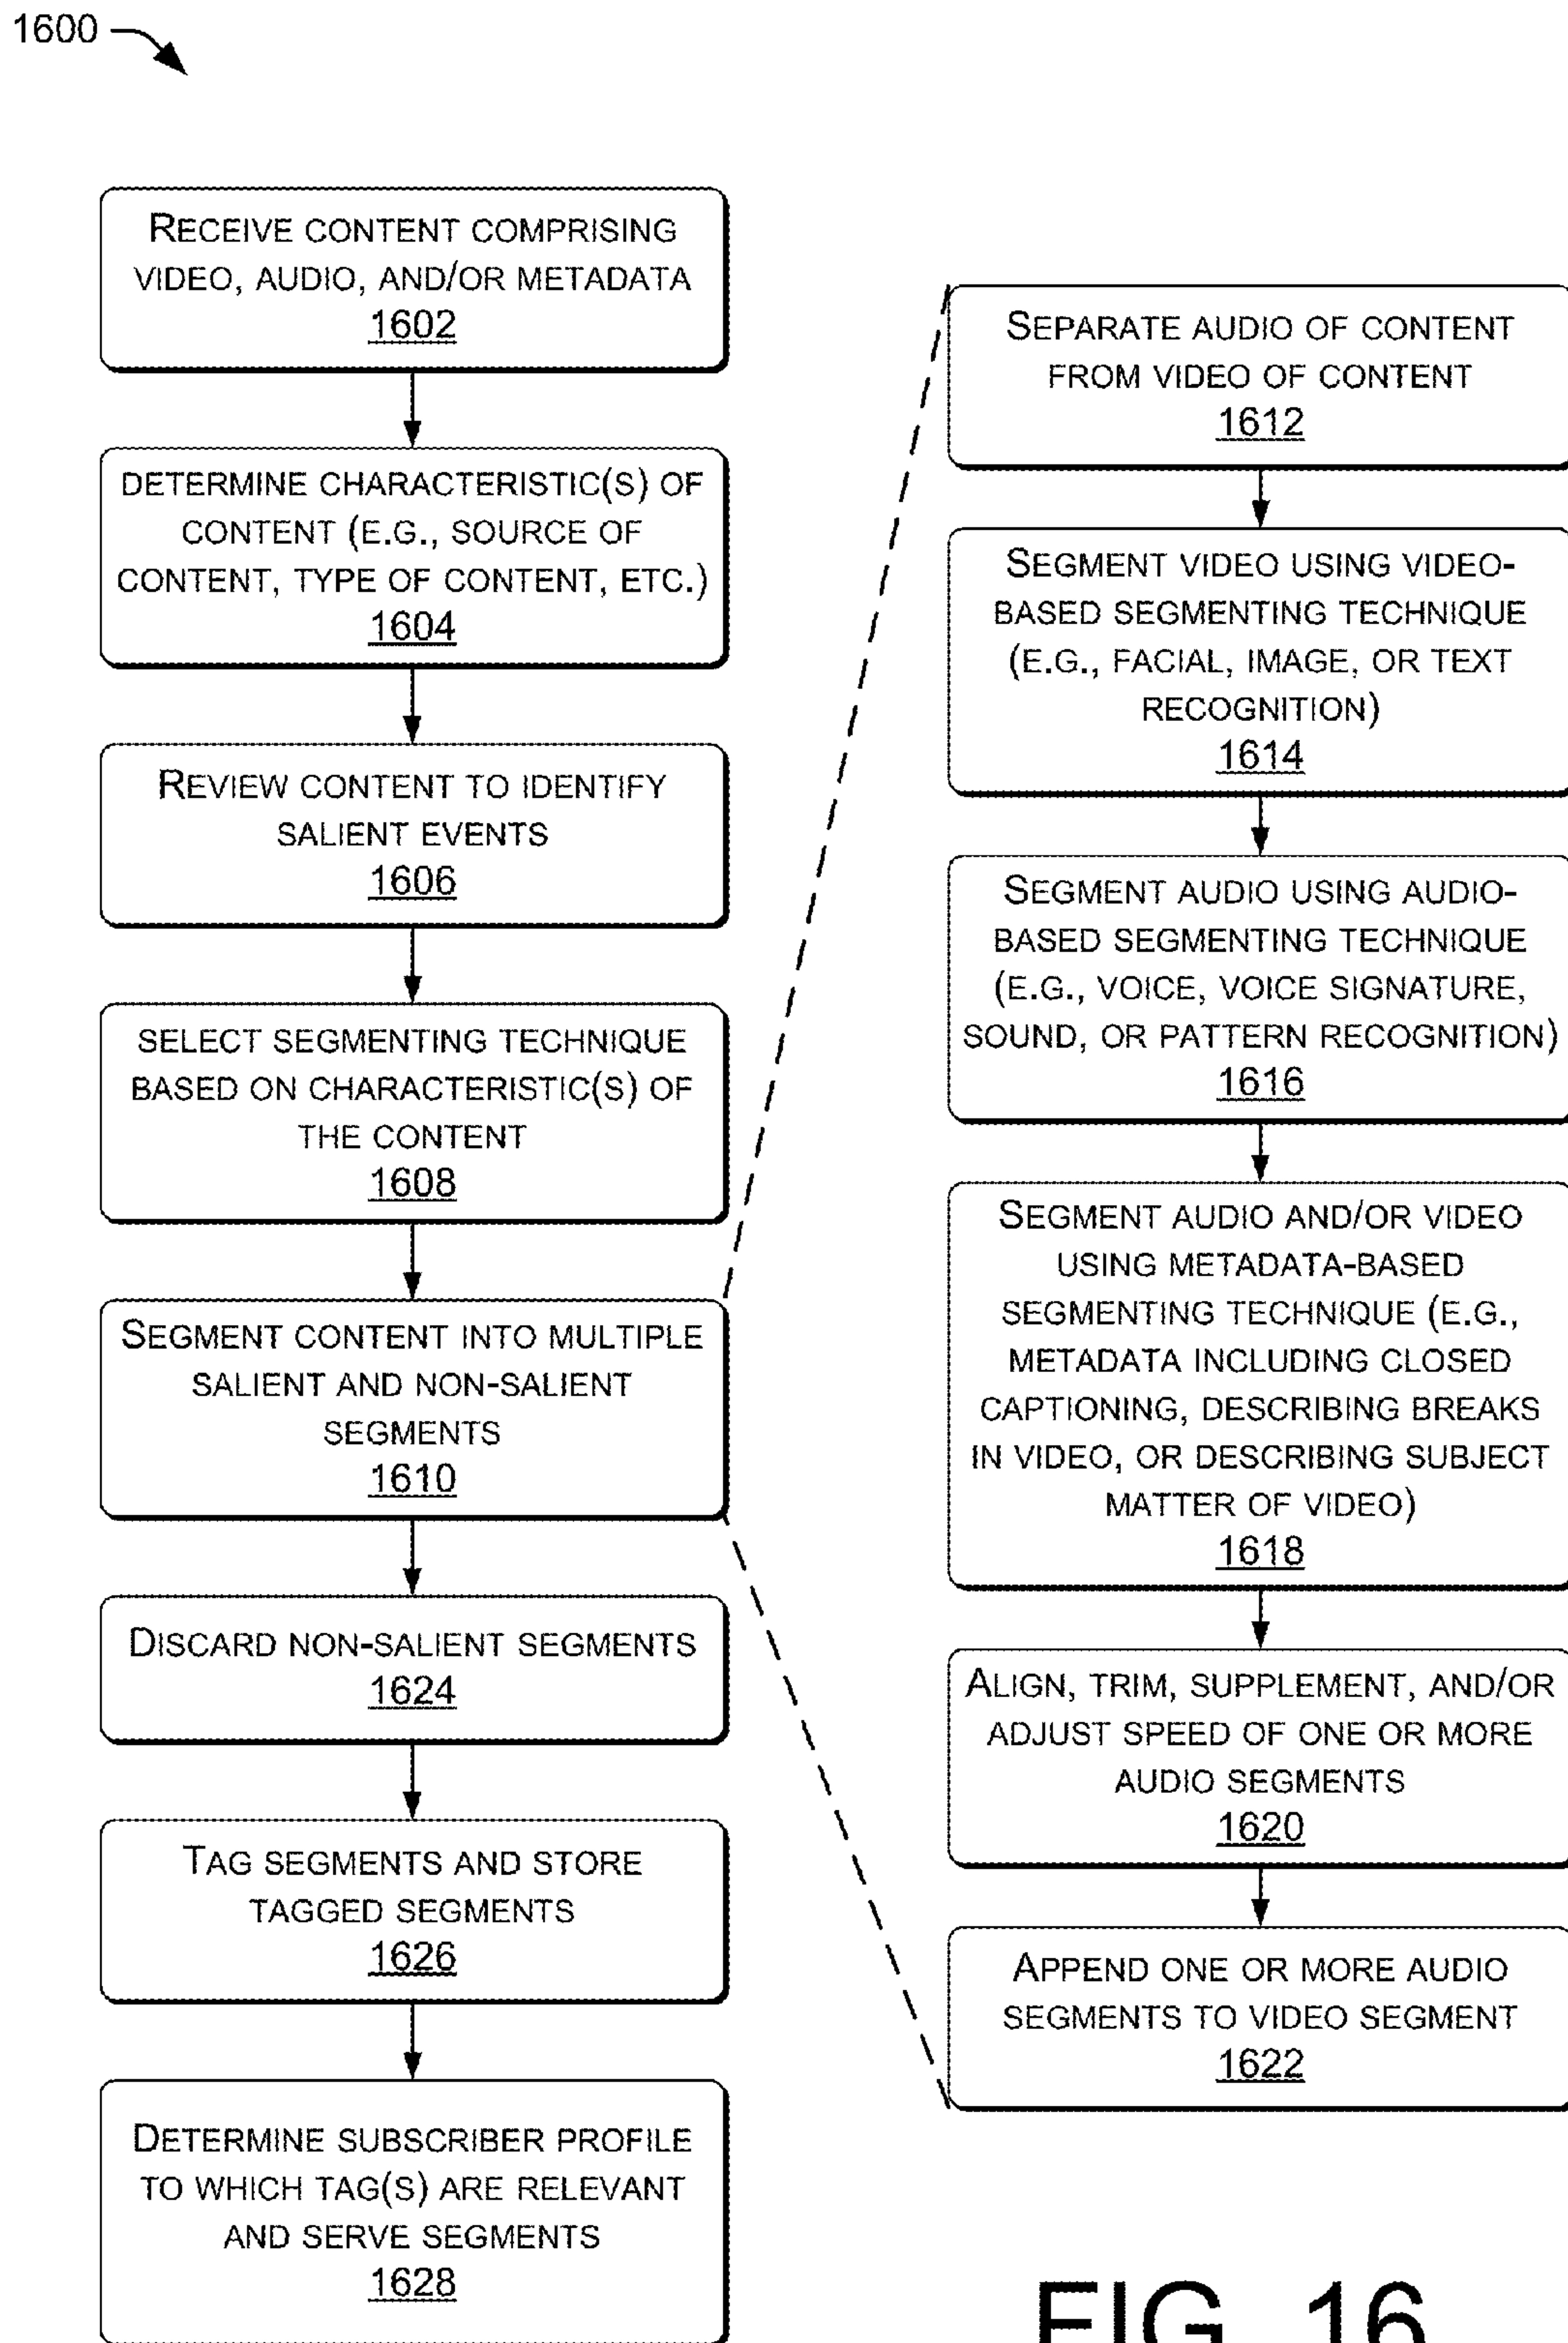 1600
RECEIVE CONTENT COMPRISING
VIDEO, AUDIO, AND/OR METADATA
1602
DETERMINE CHARACTERISTIC(S) OF
CONTENT (E.G., SOURCE OF
CONTENT, TYPE OF CONTENT, ETC.)
1604
REVIEW CONTENT TO IDENTIFY
SALIENT EVENTS
1606
SELECT SEGMENTING TECHNIQUE
BASED ON CHARACTERISTIC(S) OF
THE CONTENT
1608
SEGMENT CONTENT INTO MULTIPLE
SALIENT AND NON-SALIENT
SEGMENTS
1610
DISCARD NON-SALIENT SEGMENTS
1624
TAG SEGMENTS AND STORE
TAGGED SEGMENTS
1626
DETERMINE SUBSCRIBER PROFILE
TO WHICH TAG(S) ARE RELEVANT
AND SERVE SEGMENTS
1628
SEPARATE AUDIO OF CONTENT
FROM VIDEO OF CONTENT
1612
SEGMENT VIDEO USING VIDEO-
BASED SEGMENTING TECHNIQUE
(E.G., FACIAL, IMAGE, OR TEXT
RECOGNITION)
1614
SEGMENT AUDIO USING AUDIO-
BASED SEGMENTING TECHNIQUE
(E.G., VOICE, VOICE SIGNATURE,
SOUND, OR PATTERN RECOGNITION)
1616
SEGMENT AUDIO AND/OR VIDEO
USING METADATA-BASED
SEGMENTING TECHNIQUE (E.G.,
METADATA INCLUDING CLOSED
CAPTIONING, DESCRIBING BREAKS
IN VIDEO, OR DESCRIBING SUBJECT
MATTER OF VIDEO)
1618
ALIGN, TRIM, SUPPLEMENT, AND/OR
ADJUST SPEED OF ONE OR MORE
AUDIO SEGMENTS
1620
APPEND ONE OR MORE AUDIO
SEGMENTS TO VIDEO SEGMENT
1622
FIG. 16